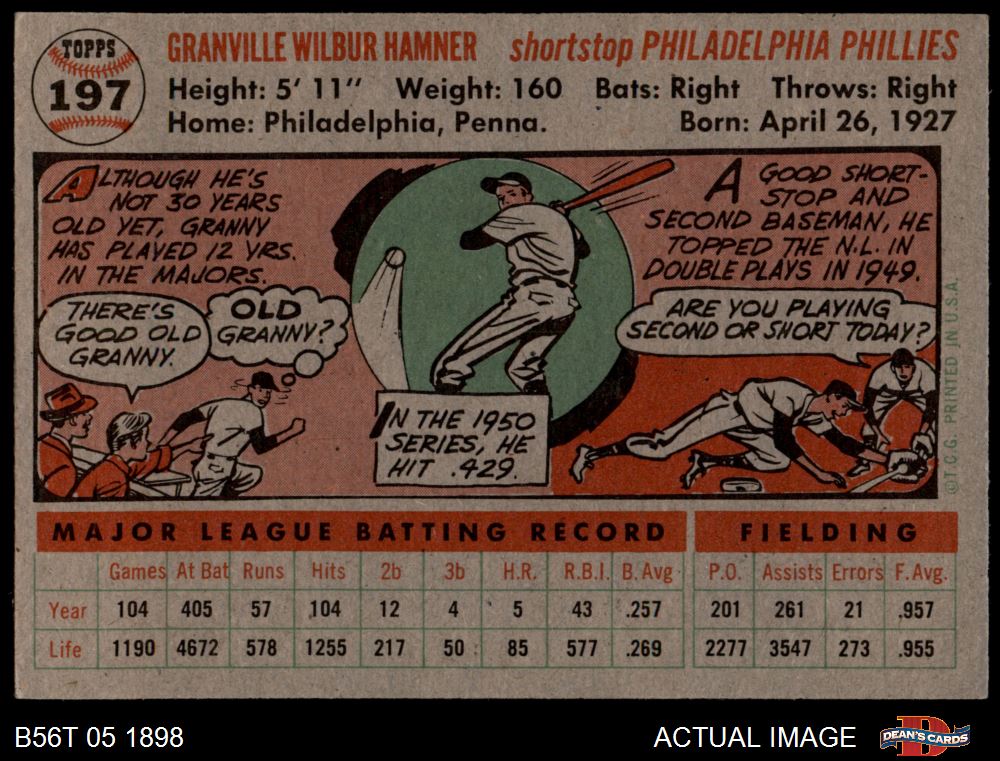 TOPPS
197
GRANVILLE WILBUR HAMNER shortstop PHILADELPHIA PHILLIES
Height: 5' 11" Weight: 160 Bats: Right Throws: Right
Home: Philadelphia, Penna. Born: April 26, 1927
ALTHOUGH HE'S
NOT 30 YEARS
OLD YET, GRANNY
HAS PLAYED 12 YRS.
IN THE MAJORS.
THERE'S
GOOD OLD
GRANNY.
OLD
GRANNY?
IN THE 1950
SERIES, HE
HIT .429.
A GOOD SHORT-
STOP AND
SECOND BASEMAN, HE
TOPPED THE N.L. IN
DOUBLE PLAYS IN 1949.
ARE YOU PLAYING
SECOND OR SHORT TODAY?
©T.C.G. PRINTED IN U.S.A.
MAJOR LEAGUE BATTING RECORD FIELDING
Games At Bat Runs Hits 2b 3b H.R. R.B.I. B. Avg. P.O. Assists Errors F. Avg.
Year 104 405 57 104 12 4 5 43 .257 201 261 21 .957
Life 1190 4672 578 1255 217 50 85 577 .269 2277 3547 273 .955
B56T 05 1898 ACTUAL IMAGE
DEAN'S CARDS